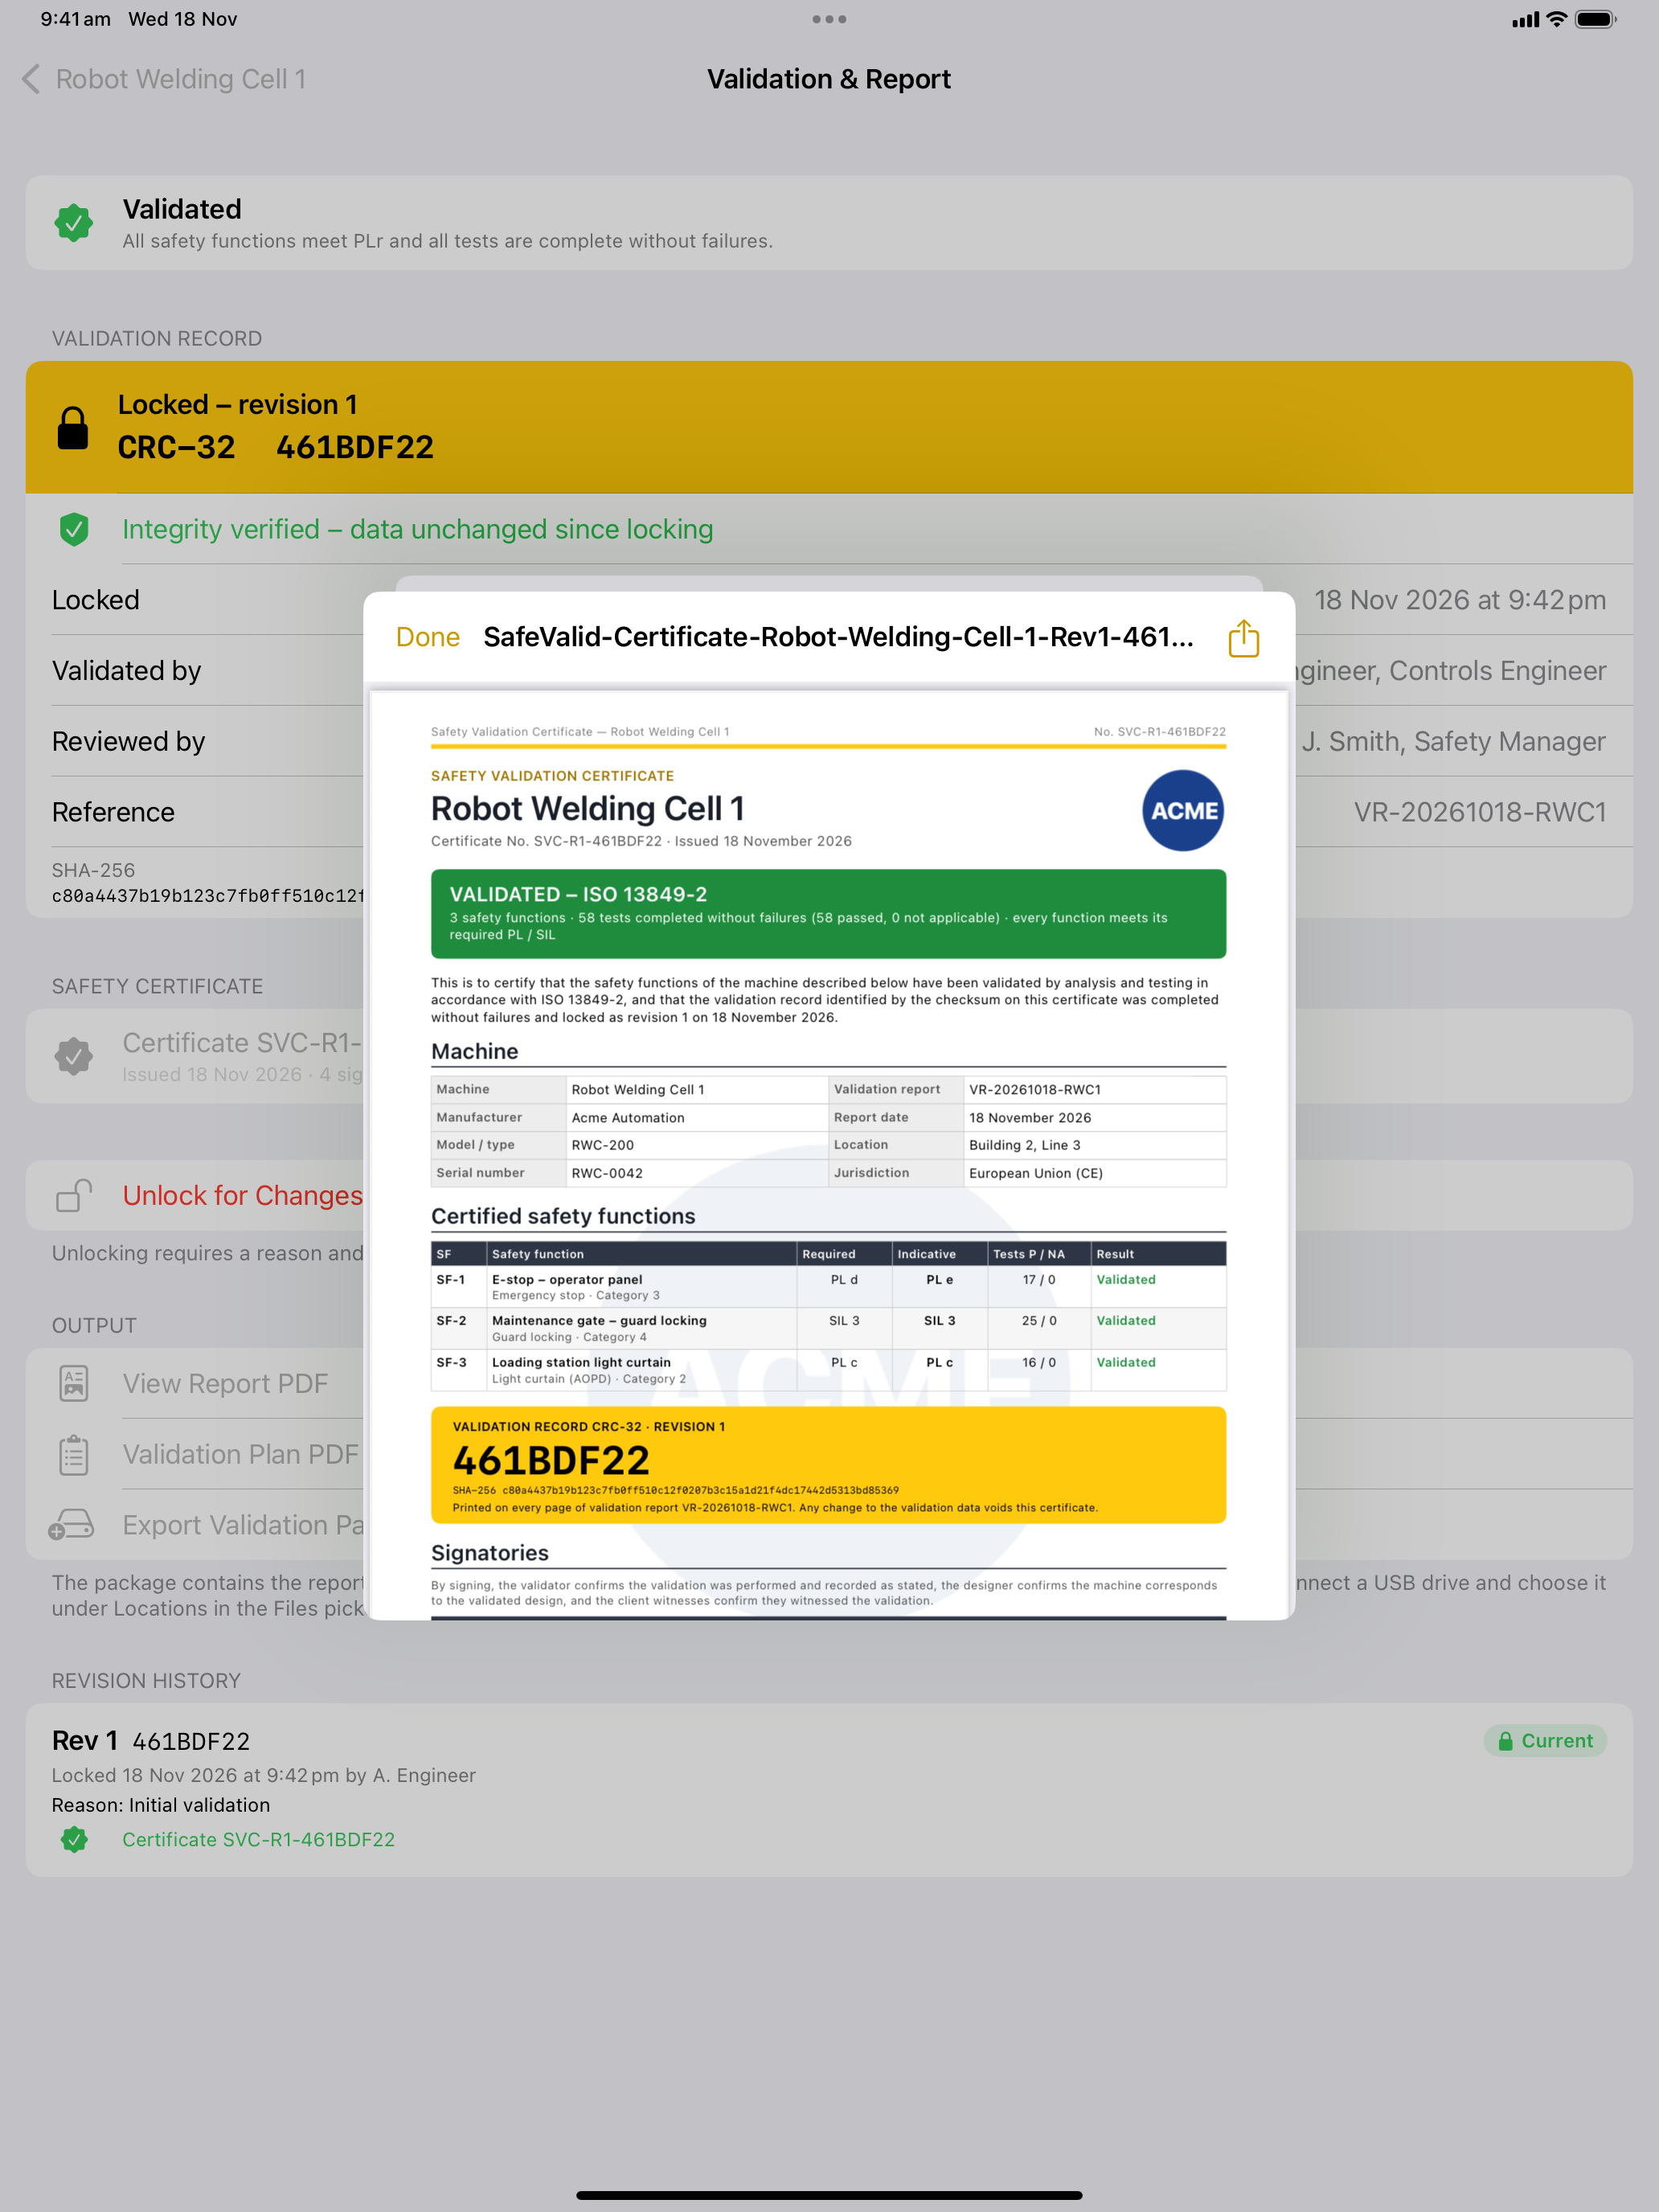 9:41 am Wed 18 Nov
Robot Welding Cell 1
Validation & Report
Validated
All safety functions meet PLr and all tests are complete without failures.
VALIDATION RECORD
Locked – revision 1
CRC-32 461BDF22
Integrity verified – data unchanged since locking
Locked
18 Nov 2026 at 9:42 pm
Validated by
gineer, Controls Engineer
Reviewed by
J. Smith, Safety Manager
Reference
VR-20261018-RWC1
SHA-256
c80a4437b19b123c7fb0ff510c12f
SAFETY CERTIFICATE
Certificate SVC-R1-
Issued 18 Nov 2026 · 4 sig
Unlock for Changes
Unlocking requires a reason and
OUTPUT
View Report PDF
Validation Plan PDF
Export Validation Pa
The package contains the report
nnect a USB drive and choose it
under Locations in the Files pick
Done
SafeValid-Certificate-Robot-Welding-Cell-1-Rev1-461...
Safety Validation Certificate — Robot Welding Cell 1
No. SVC-R1-461BDF22
SAFETY VALIDATION CERTIFICATE
Robot Welding Cell 1
ACME
Certificate No. SVC-R1-461BDF22 · Issued 18 November 2026
VALIDATED – ISO 13849-2
3 safety functions · 58 tests completed without failures (58 passed, 0 not applicable) · every function meets its
required PL / SIL
This is to certify that the safety functions of the machine described below have been validated by analysis and testing in
accordance with ISO 13849-2, and that the validation record identified by the checksum on this certificate was completed
without failures and locked as revision 1 on 18 November 2026.
Machine
Machine Robot Welding Cell 1 Validation report VR-20261018-RWC1
Manufacturer Acme Automation Report date 18 November 2026
Model / type RWC-200 Location Building 2, Line 3
Serial number RWC-0042 Jurisdiction European Union (CE)
Certified safety functions
SF Safety function Required Indicative Tests P / NA Result
SF-1 E-stop – operator panel PL d PL e 17 / 0 Validated
Emergency stop · Category 3
SF-2 Maintenance gate – guard locking SIL 3 SIL 3 25 / 0 Validated
Guard locking · Category 4
SF-3 Loading station light curtain PL c PL c 16 / 0 Validated
Light curtain (AOPD) · Category 2
ACME
VALIDATION RECORD CRC-32 · REVISION 1
461BDF22
SHA-256 c80a4437b19b123c7fb0ff510c12f0207b3c15a1d21f4dc17442d5313bd85369
Printed on every page of validation report VR-20261018-RWC1. Any change to the validation data voids this certificate.
Signatories
By signing, the validator confirms the validation was performed and recorded as stated, the designer confirms the machine corresponds
to the validated design, and the client witnesses confirm they witnessed the validation.
REVISION HISTORY
Rev 1 461BDF22
Current
Locked 18 Nov 2026 at 9:42 pm by A. Engineer
Reason: Initial validation
Certificate SVC-R1-461BDF22